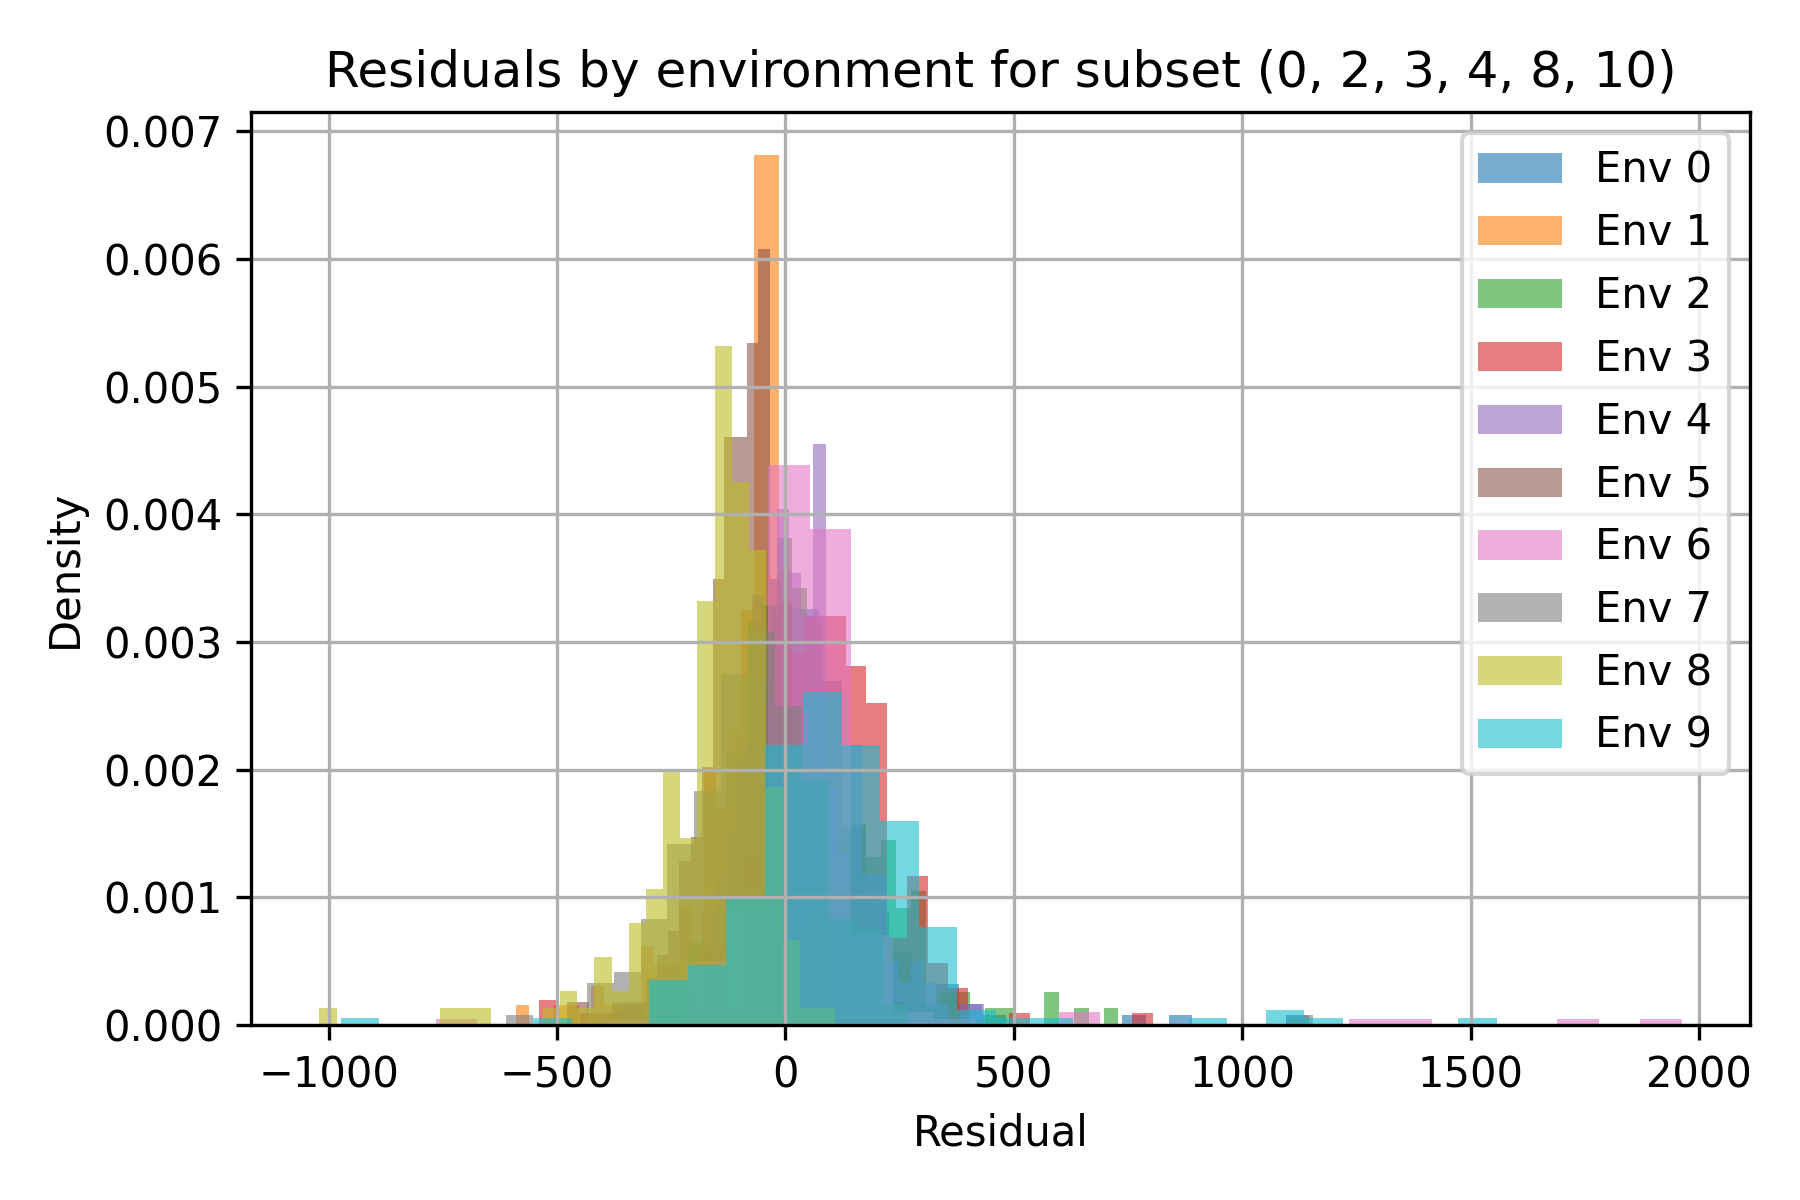 Residuals by environment for subset (0, 2, 3, 4, 8, 10)
0.007
0.006
0.005
0.004
0.003
0.002
0.001
0.000
Density
Env 0
Env 1
Env 2
Env 3
Env 4
Env 5
Env 6
Env 7
Env 8
Env 9
−1000 −500 0 500 1000 1500 2000
Residual